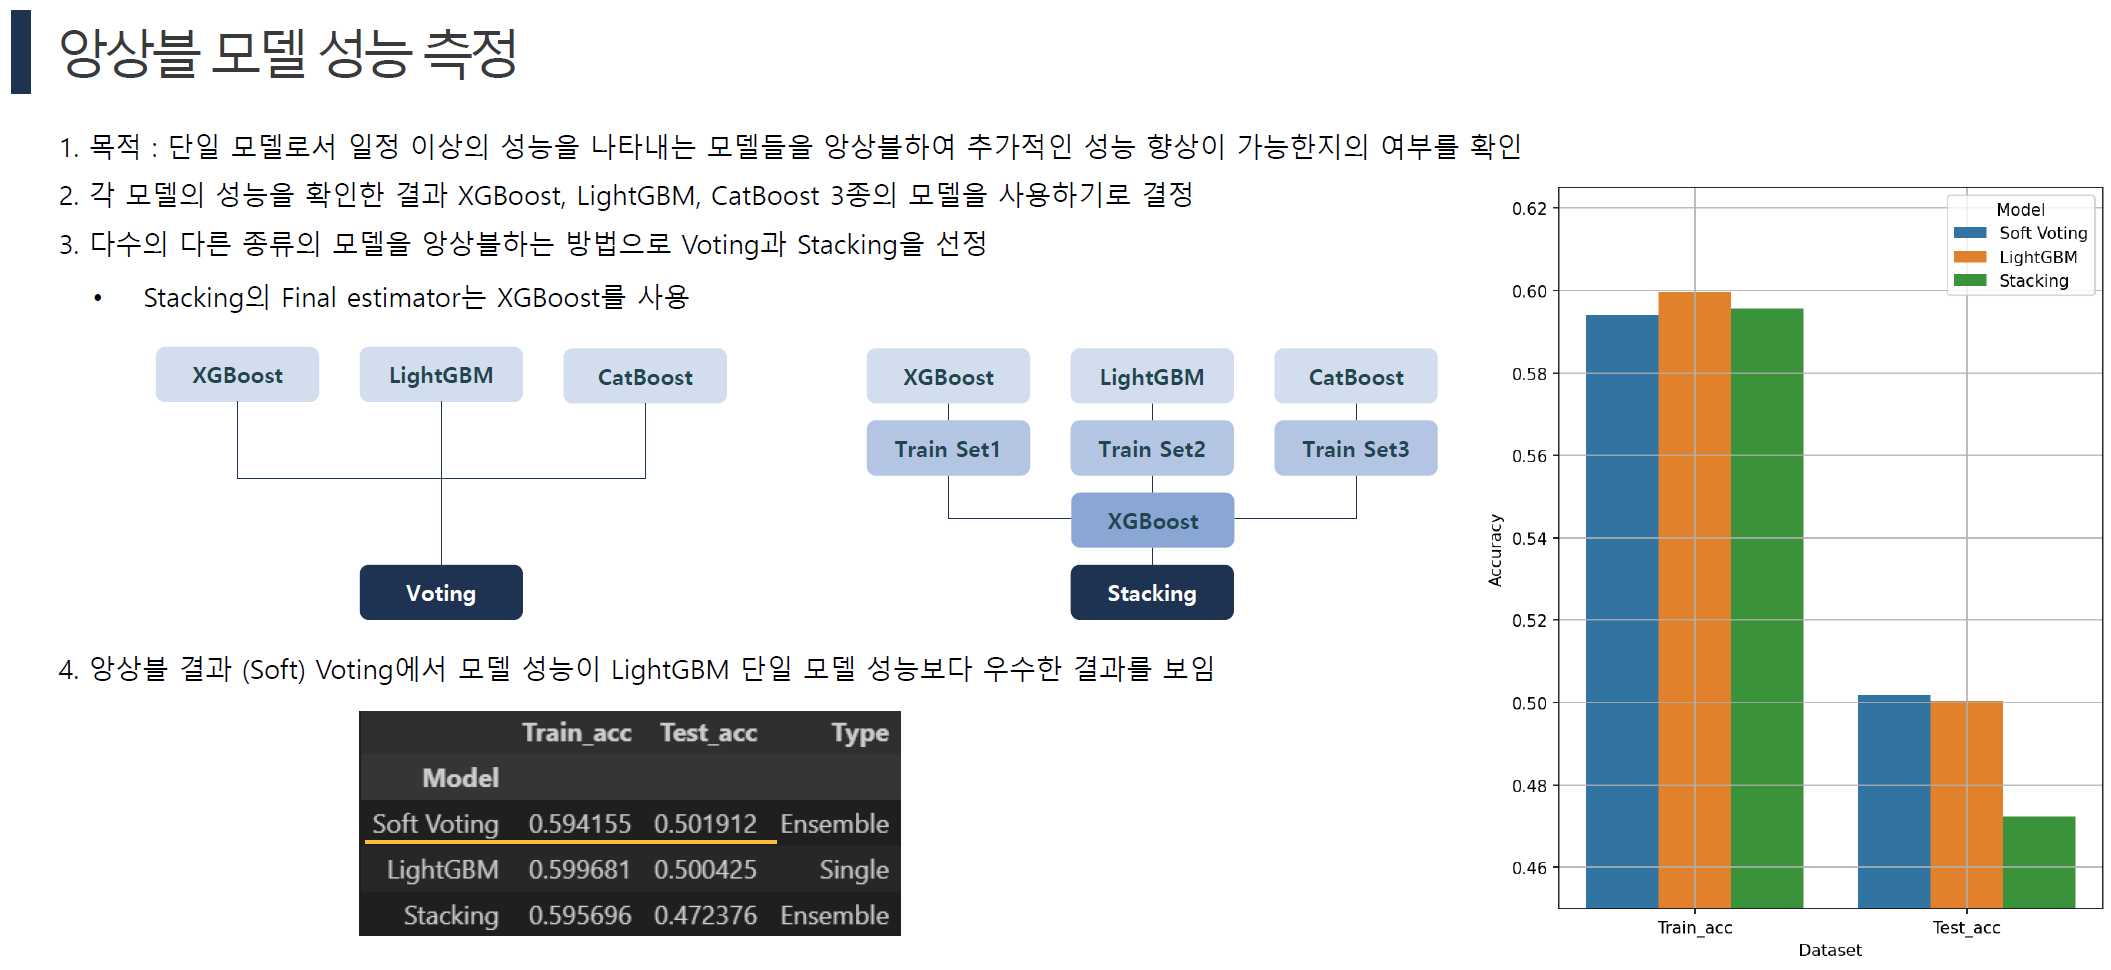 앙상블 모델 성능 측정
1. 목적 : 단일 모델로서 일정 이상의 성능을 나타내는 모델들을 앙상블하여 추가적인 성능 향상이 가능한지의 여부를 확인
2. 각 모델의 성능을 확인한 결과 XGBoost, LightGBM, CatBoost 3종의 모델을 사용하기로 결정
3. 다수의 다른 종류의 모델을 앙상블하는 방법으로 Voting과 Stacking을 선정
• Stacking의 Final estimator는 XGBoost를 사용
XGBoost LightGBM CatBoost
Voting
XGBoost LightGBM CatBoost
Train Set1 Train Set2 Train Set3
XGBoost
Stacking
4. 앙상블 결과 (Soft) Voting에서 모델 성능이 LightGBM 단일 모델 성능보다 우수한 결과를 보임
Train_acc Test_acc Type
Model
Soft Voting 0.594155 0.501912 Ensemble
LightGBM 0.599681 0.500425 Single
Stacking 0.595696 0.472376 Ensemble
Model
Soft Voting
LightGBM
Stacking
0.62
0.60
0.58
0.56
0.54
0.52
0.50
0.48
0.46
Accuracy
Train_acc Test_acc
Dataset